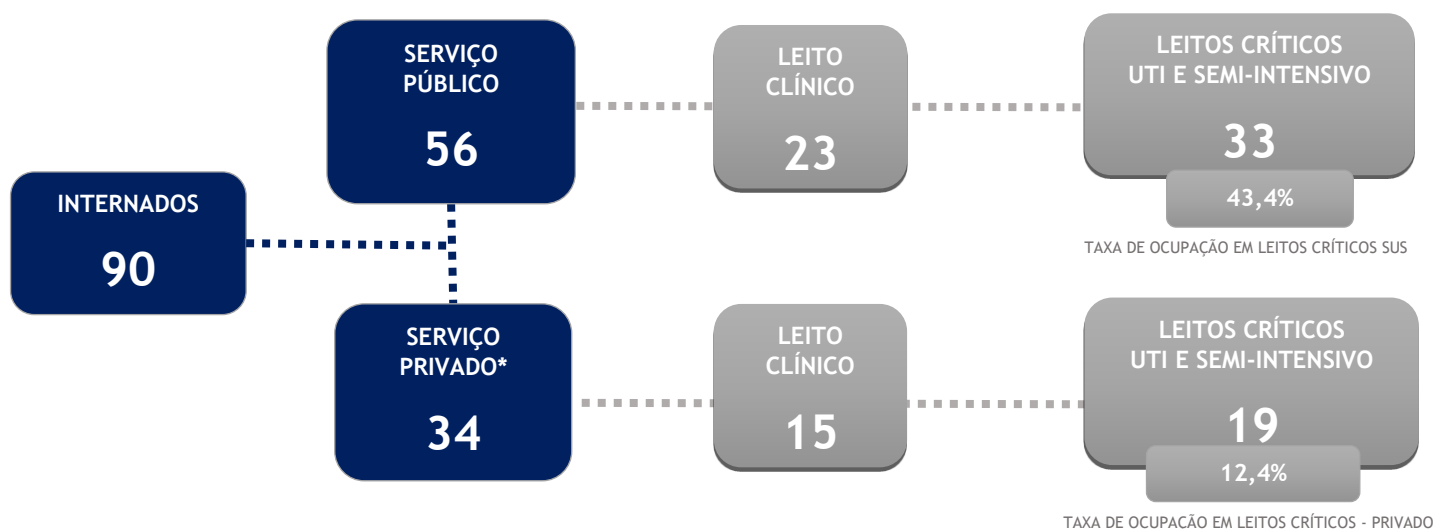 INTERNADOS
90
SERVIÇO
PÚBLICO
56
LEITO
CLÍNICO
23
LEITOS CRÍTICOS
UTI E SEMI-INTENSIVO
33
43,4%
TAXA DE OCUPAÇÃO EM LEITOS CRÍTICOS SUS
SERVIÇO
PRIVADO*
34
LEITO
CLÍNICO
15
LEITOS CRÍTICOS
UTI E SEMI-INTENSIVO
19
12,4%
TAXA DE OCUPAÇÃO EM LEITOS CRÍTICOS - PRIVADO